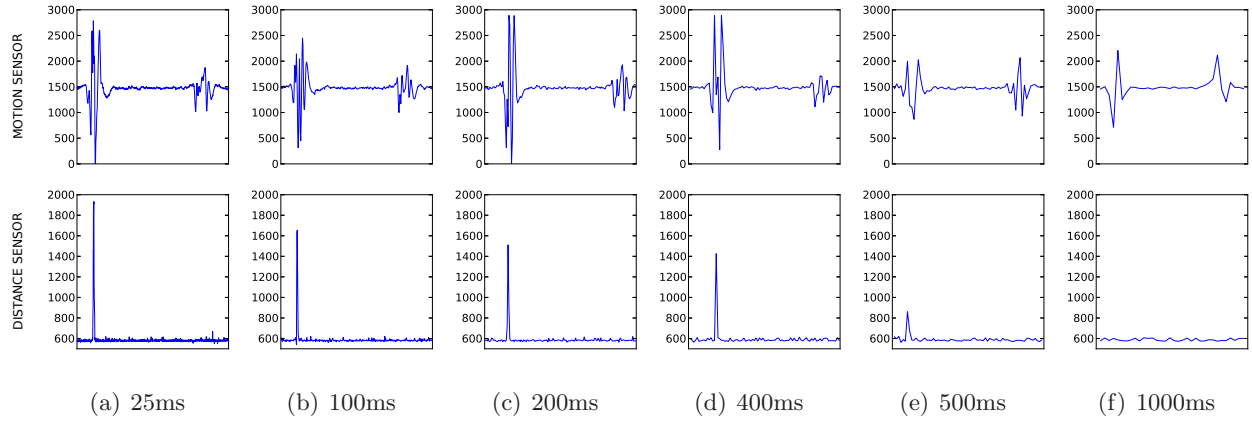 MOTION SENSOR
3000 3000 3000 3000 3000 3000
2500 2500 2500 2500 2500 2500
2000 2000 2000 2000 2000 2000
1500 1500 1500 1500 1500 1500
1000 1000 1000 1000 1000 1000
500 500 500 500 500 500
0 0 0 0 0 0
DISTANCE SENSOR
2000 2000 2000 2000 2000 2000
1800 1800 1800 1800 1800 1800
1600 1600 1600 1600 1600 1600
1400 1400 1400 1400 1400 1400
1200 1200 1200 1200 1200 1200
1000 1000 1000 1000 1000 1000
800 800 800 800 800 800
600 600 600 600 600 600
(a) 25ms (b) 100ms (c) 200ms (d) 400ms (e) 500ms (f) 1000ms